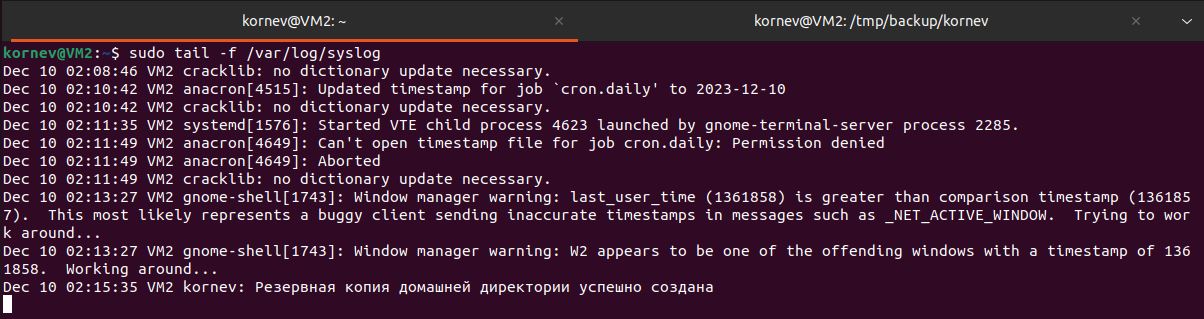 kornev@VM2: ~
kornev@VM2: /tmp/backup/kornev
kornev@VM2:~$ sudo tail -f /var/log/syslog
Dec 10 02:08:46 VM2 cracklib: no dictionary update necessary.
Dec 10 02:10:42 VM2 anacron[4515]: Updated timestamp for job `cron.daily' to 2023-12-10
Dec 10 02:10:42 VM2 cracklib: no dictionary update necessary.
Dec 10 02:11:35 VM2 systemd[1576]: Started VTE child process 4623 launched by gnome-terminal-server process 2285.
Dec 10 02:11:49 VM2 anacron[4649]: Can't open timestamp file for job cron.daily: Permission denied
Dec 10 02:11:49 VM2 anacron[4649]: Aborted
Dec 10 02:11:49 VM2 cracklib: no dictionary update necessary.
Dec 10 02:13:27 VM2 gnome-shell[1743]: Window manager warning: last_user_time (1361858) is greater than comparison timestamp (136185
7).  This most likely represents a buggy client sending inaccurate timestamps in messages such as _NET_ACTIVE_WINDOW.  Trying to wor
k around...
Dec 10 02:13:27 VM2 gnome-shell[1743]: Window manager warning: W2 appears to be one of the offending windows with a timestamp of 136
1858.  Working around...
Dec 10 02:15:35 VM2 kornev: Резервная копия домашней директории успешно создана